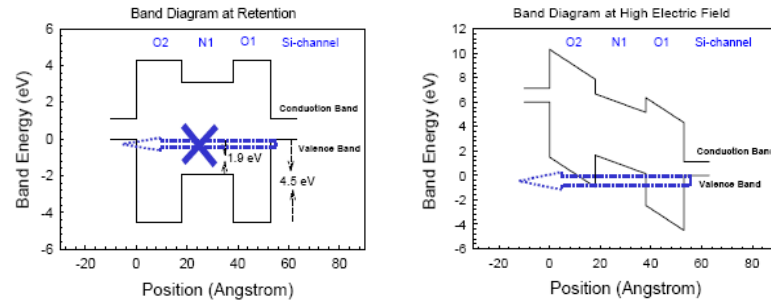 Band Diagram at Retention
O2 N1 O1 Si-channel
Conduction Band
Valence Band
1.9 eV
4.5 eV
6
4
2
0
-2
-4
-6
-20 0 20 40 60 80
Band Energy (eV)
Position (Angstrom)
Band Diagram at High Electric Field
O2 N1 O1 Si-channel
Conduction Band
Valence Band
12
10
8
6
4
2
0
-2
-4
-6
-20 0 20 40 60 80
Band Energy (eV)
Position (Angstrom)